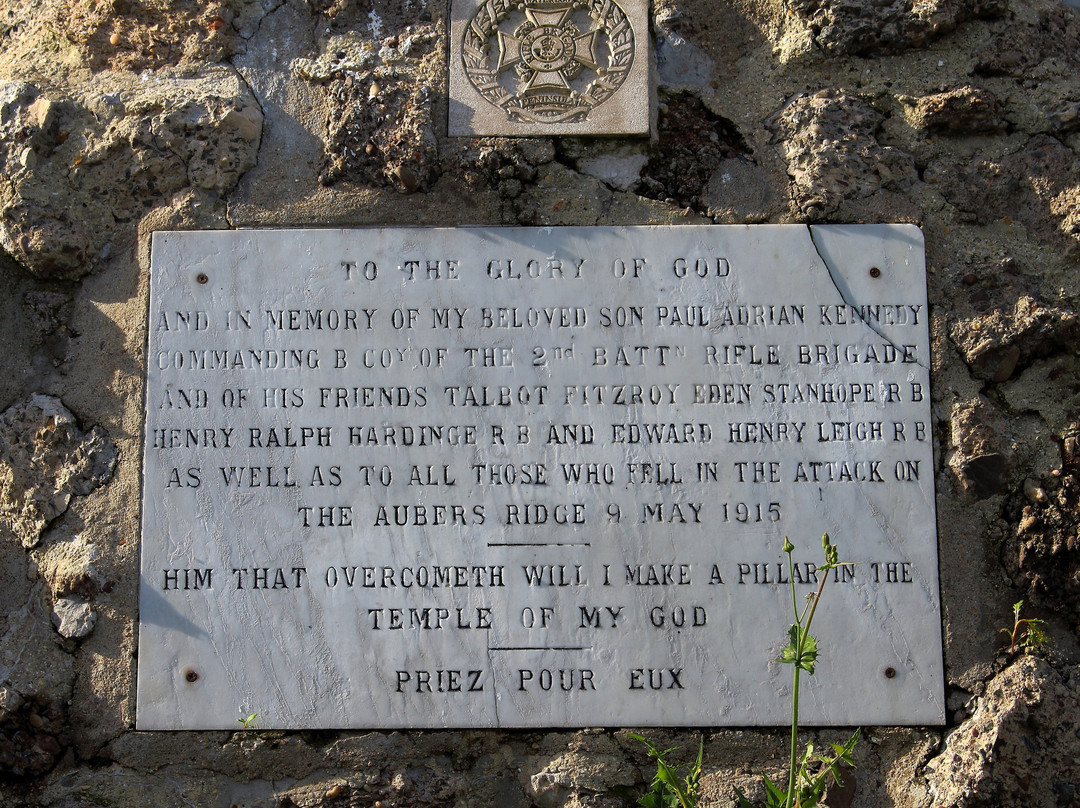 PENINSULA
TO THE GLORY OF GOD
AND IN MEMORY OF MY BELOVED SON PAUL ADRIAN KENNEDY
COMMANDING B COY OF THE 2nd BATTN RIFLE BRIGADE
AND OF HIS FRIENDS TALBOT FITZROY EDEN STANHOPE R B
HENRY RALPH HARDINGE R B AND EDWARD HENRY LEIGH R B
AS WELL AS TO ALL THOSE WHO FELL IN THE ATTACK ON
THE AUBERS RIDGE 9 MAY 1915
HIM THAT OVERCOMETH WILL I MAKE A PILLAR IN THE
TEMPLE OF MY GOD
PRIEZ POUR EUX